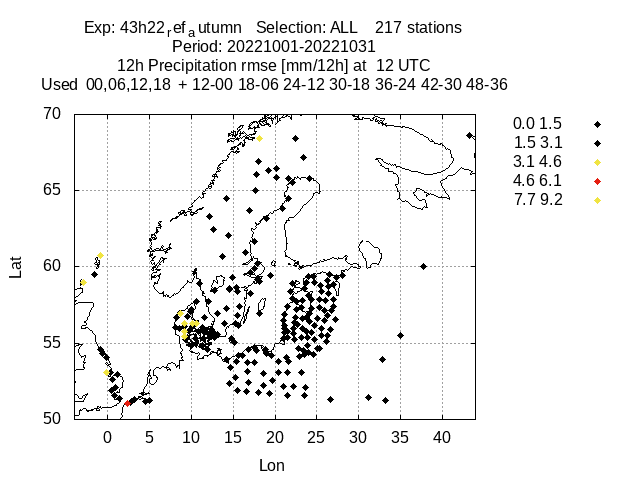 Exp: 43h22ref_autumn Selection: ALL 217 stations
Period: 20221001-20221031
12h Precipitation rmse [mm/12h] at 12 UTC
Used 00,06,12,18 + 12-00 18-06 24-12 30-18 36-24 42-30 48-36
70
65
60
55
50
0 5 10 15 20 25 30 35 40
Lat
Lon
0.0 1.5
1.5 3.1
3.1 4.6
4.6 6.1
7.7 9.2